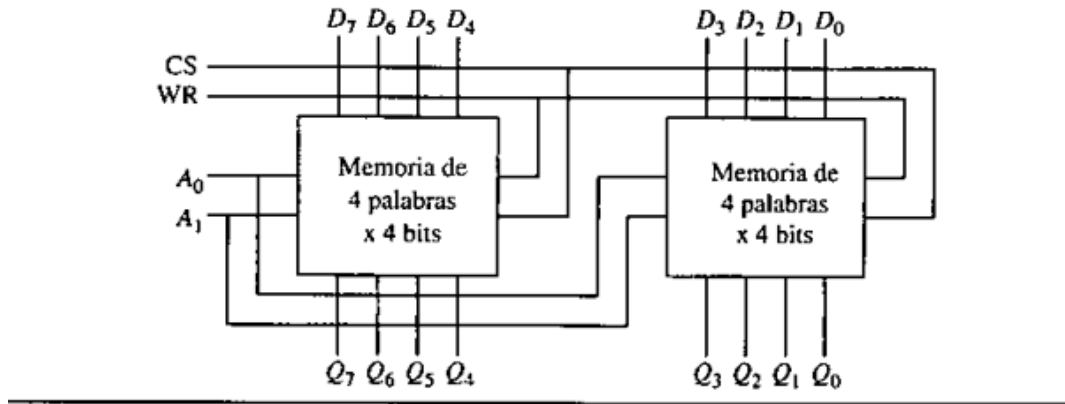 D7 D6 D5 D4 D3 D2 D1 D0
CS
WR
A0
A1
Memoria de
4 palabras
x 4 bits
Memoria de
4 palabras
x 4 bits
Q7 Q6 Q5 Q4 Q3 Q2 Q1 Q0